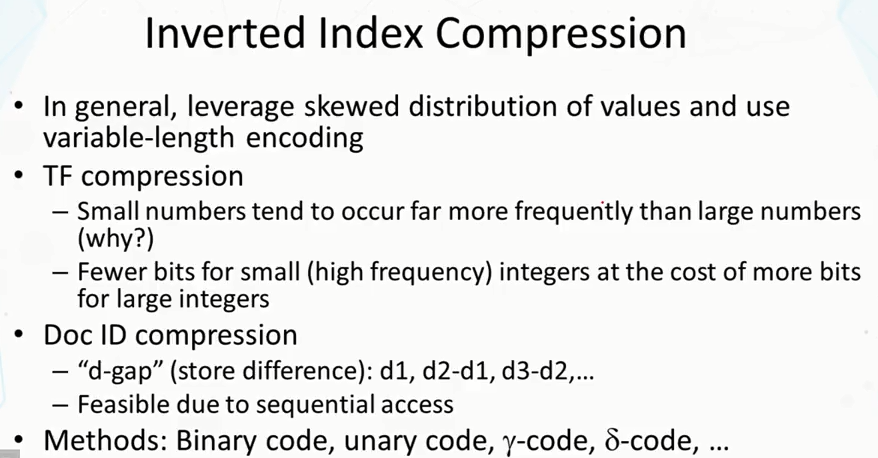 Inverted Index Compression
• In general, leverage skewed distribution of values and use
variable-length encoding
• TF compression
– Small numbers tend to occur far more frequently than large numbers
(why?)
– Fewer bits for small (high frequency) integers at the cost of more bits
for large integers
• Doc ID compression
– “d-gap” (store difference): d1, d2-d1, d3-d2,…
– Feasible due to sequential access
• Methods: Binary code, unary code, γ-code, δ-code, …